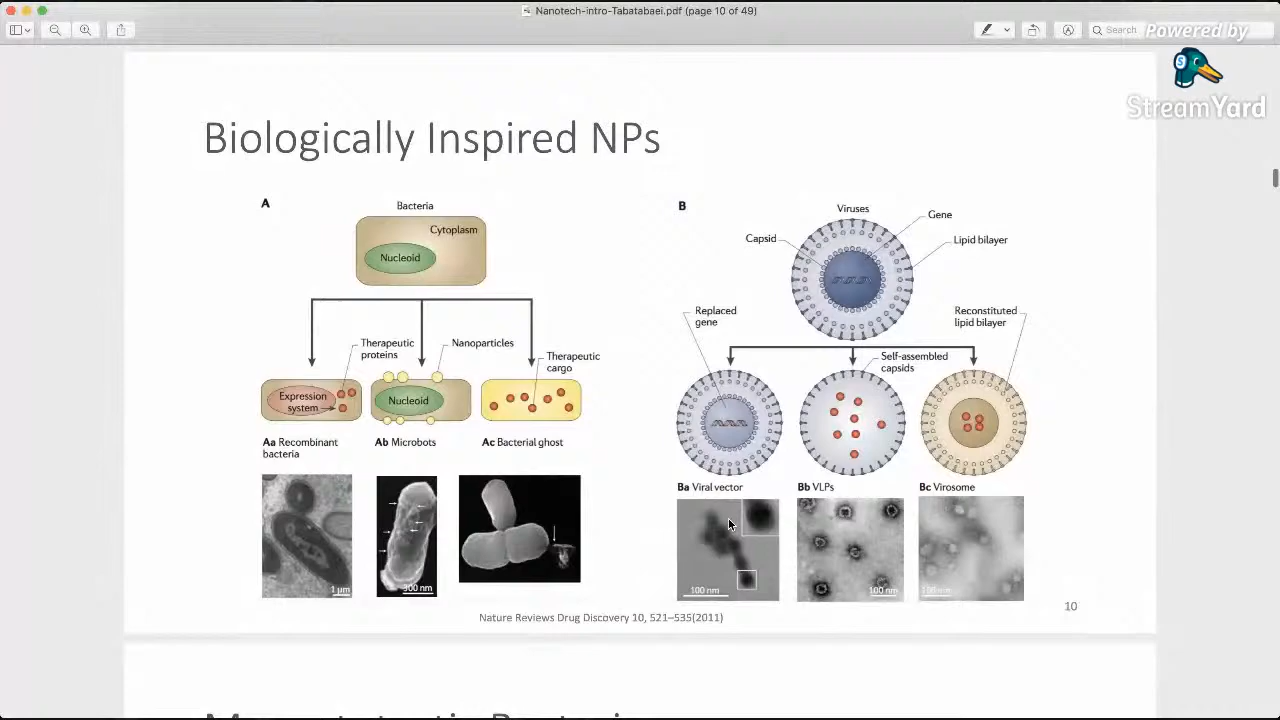 Nanotech-intro-Tabatabaei.pdf (page 10 of 49)
Search
Powered by
StreamYard
Biologically Inspired NPs
A
Bacteria
Cytoplasm
Nucleoid
Therapeutic
proteins
Nanoparticles
Therapeutic
cargo
Expression
system
Nucleoid
Aa Recombinant
bacteria
Ab Microbots
Ac Bacterial ghost
1 µm
300 nm
B
Viruses
Gene
Capsid
Lipid bilayer
Replaced
gene
Reconstituted
lipid bilayer
Self-assembled
capsids
Ba Viral vector
Bb VLPs
Bc Virosome
100 nm
100 nm
100 nm
Nature Reviews Drug Discovery 10, 521–535(2011)
10